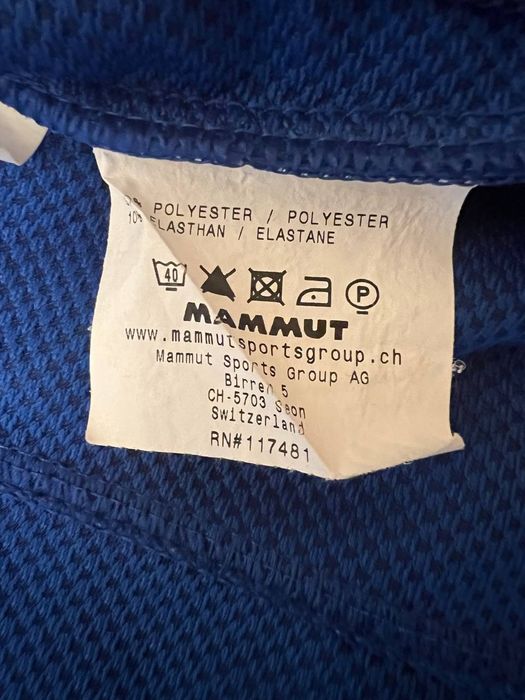 POLYESTER / POLYESTER
ELASTHAN / ELASTANE
40
P
MAMMUT
www.mammutsportsgroup.ch
Mammut Sports Group AG
Birren 5
CH-5703 Seon
Switzerland
RN#117481